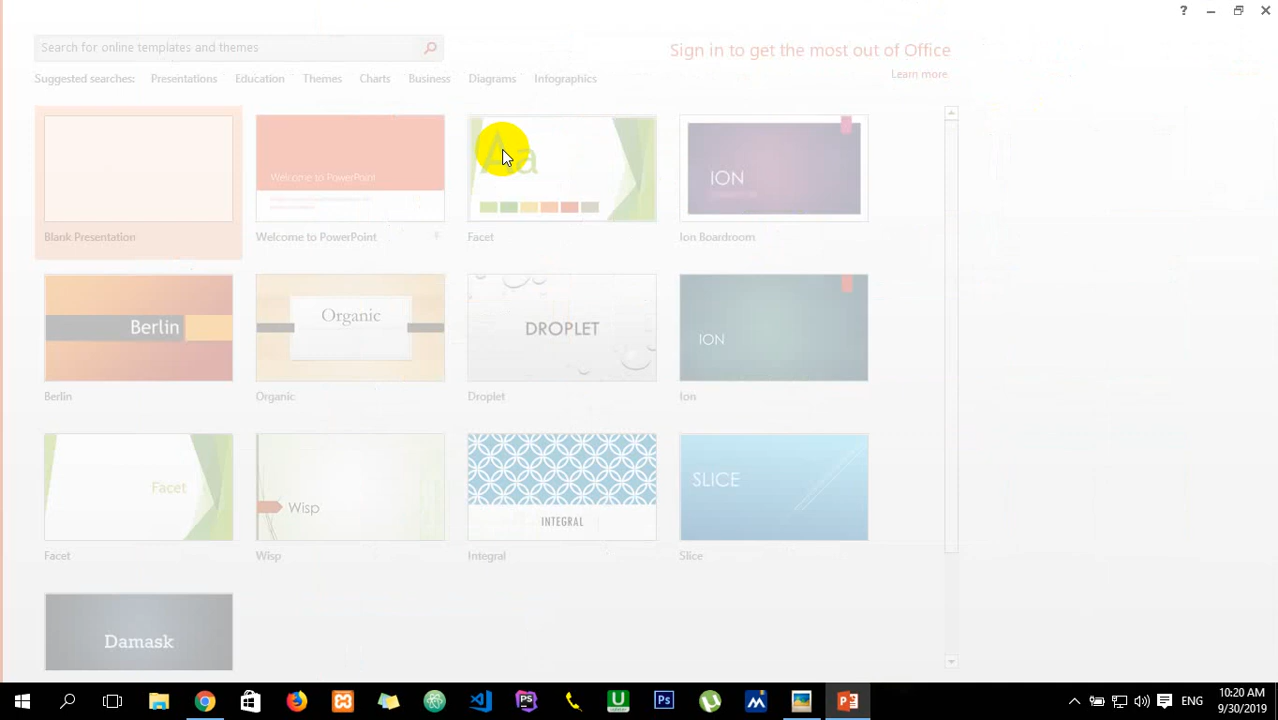 Search for online templates and themes
Sign in to get the most out of Office
Learn more
Suggested searches: Presentations Education Themes Charts Business Diagrams Infographics
Welcome to PowerPoint
Aa
ION
Blank Presentation
Welcome to PowerPoint
Facet
Ion Boardroom
Berlin
Organic
DROPLET
ION
Berlin
Organic
Droplet
Ion
Facet
Wisp
INTEGRAL
SLICE
Facet
Wisp
Integral
Slice
Damask
ENG
10:20 AM
9/30/2019